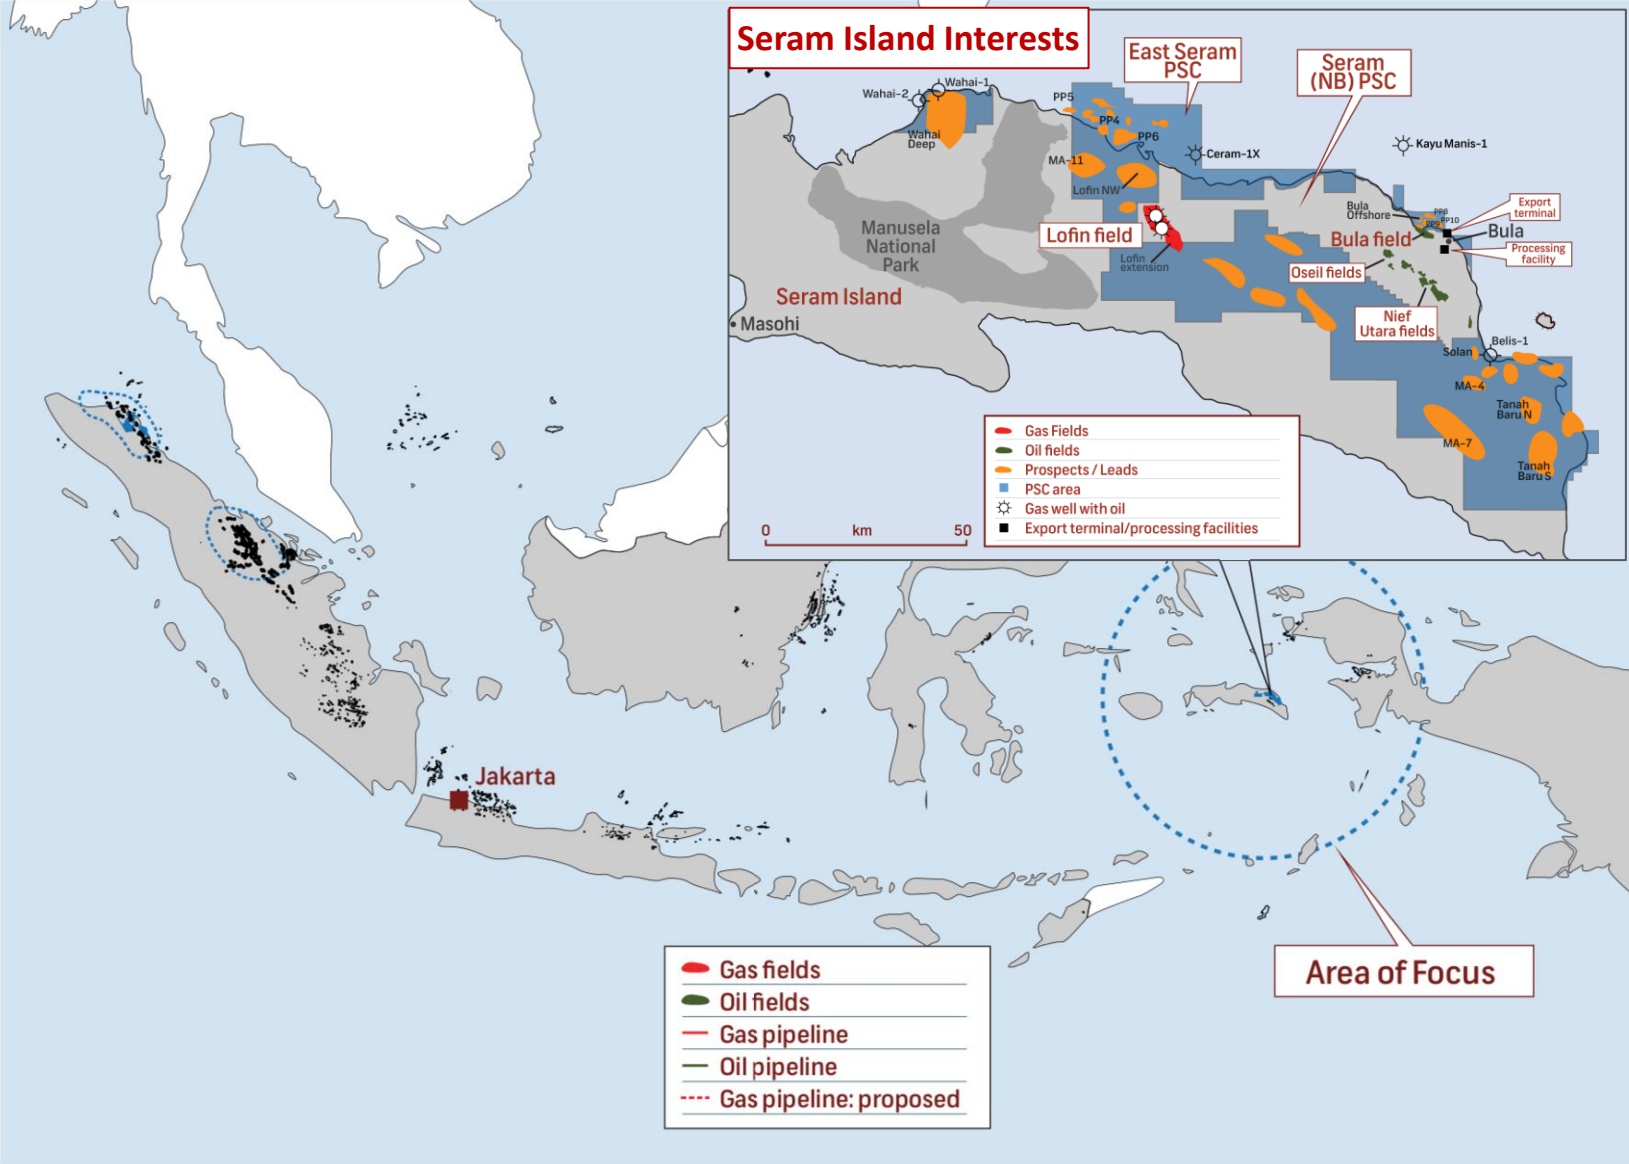 Seram Island Interests
East Seram
PSC
Seram
(NB) PSC
Wahai-2
Wahai-1
Wahai
Deep
PP5
PP4
PP6
MA-11
Lofin NW
Ceram-1X
Kayu Manis-1
Lofin field
Lofin
extension
Manusela
National
Park
Seram Island
Masohi
Bula
Offshore
PP8
PP9
PP10
Export
terminal
Bula field
Bula
Processing
facility
Oseil fields
Nief
Utara fields
Solan
Belis-1
MA-4
Tanah
Baru N
MA-7
Tanah
Baru S
Gas Fields
Oil fields
Prospects / Leads
PSC area
Gas well with oil
Export terminal/processing facilities
0 km 50
Jakarta
Area of Focus
Gas fields
Oil fields
Gas pipeline
Oil pipeline
Gas pipeline: proposed